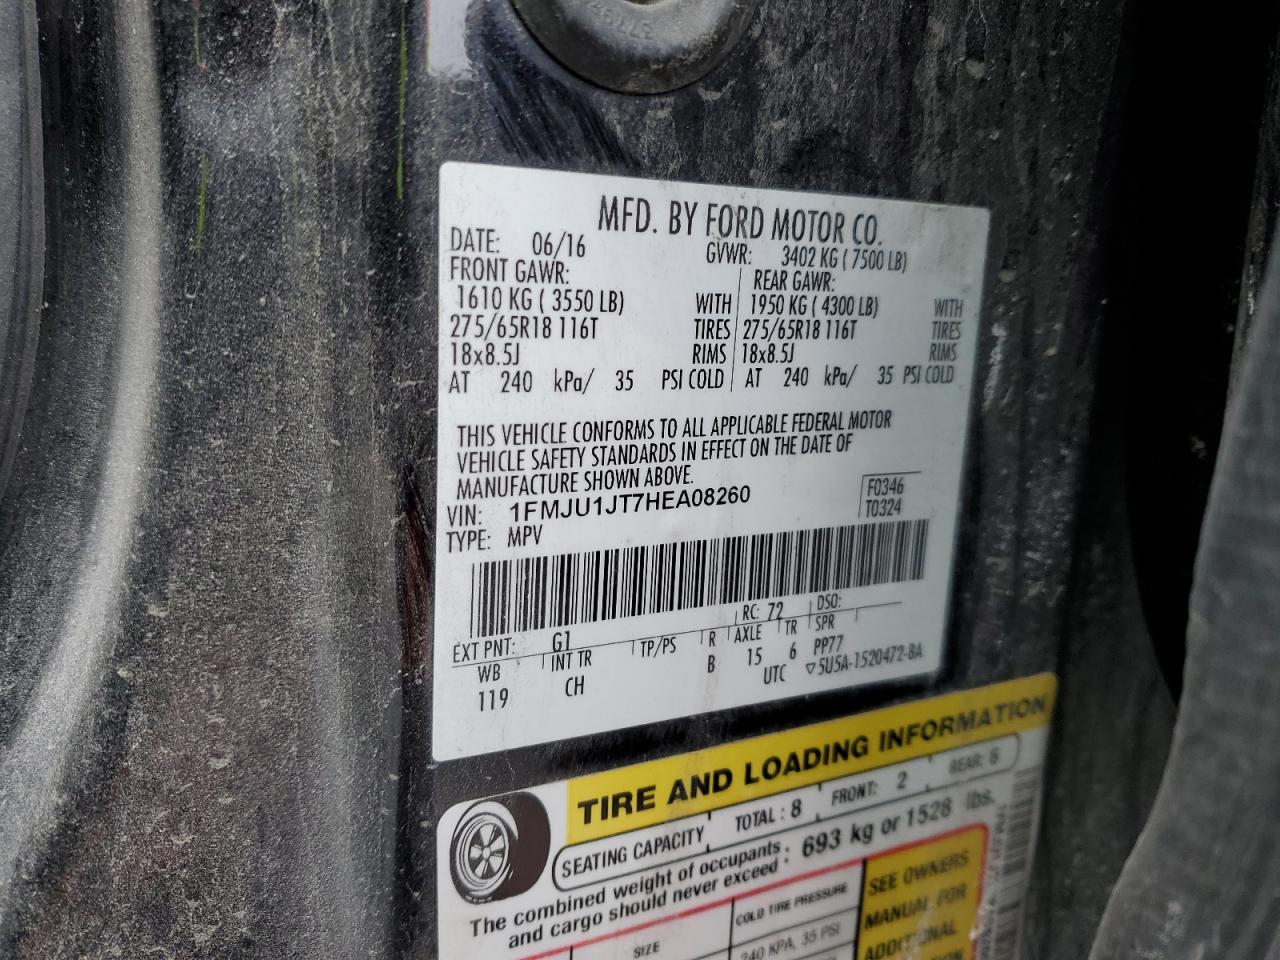 MFD. BY FORD MOTOR CO.
DATE: 06/16 GVWR: 3402 KG ( 7500 LB)
FRONT GAWR: REAR GAWR:
1610 KG ( 3550 LB) WITH 1950 KG ( 4300 LB) WITH
275/65R18 116T TIRES 275/65R18 116T TIRES
18x8.5J RIMS 18x8.5J RIMS
AT 240 kPa/ 35 PSI COLD AT 240 kPa/ 35 PSI COLD
THIS VEHICLE CONFORMS TO ALL APPLICABLE FEDERAL MOTOR
VEHICLE SAFETY STANDARDS IN EFFECT ON THE DATE OF
MANUFACTURE SHOWN ABOVE.
VIN: 1FMJU1JT7HEA08260 F0346
TYPE: MPV T0324
EXT PNT: G1 RC: 72 DSO:
WB INT TR TP/PS R AXLE TR SPR
119 CH B 15 6 PP77
UTC ▽5U5A-1520472-BA
TIRE AND LOADING INFORMATION
SEATING CAPACITY TOTAL : 8 FRONT: 2 REAR: 6
The combined weight of occupants and cargo should never exceed : 693 kg or 1528 lbs.
SIZE COLD TIRE PRESSURE SEE OWNERS
240 KPA, 35 PSI MANUAL FOR
ADDITIONAL